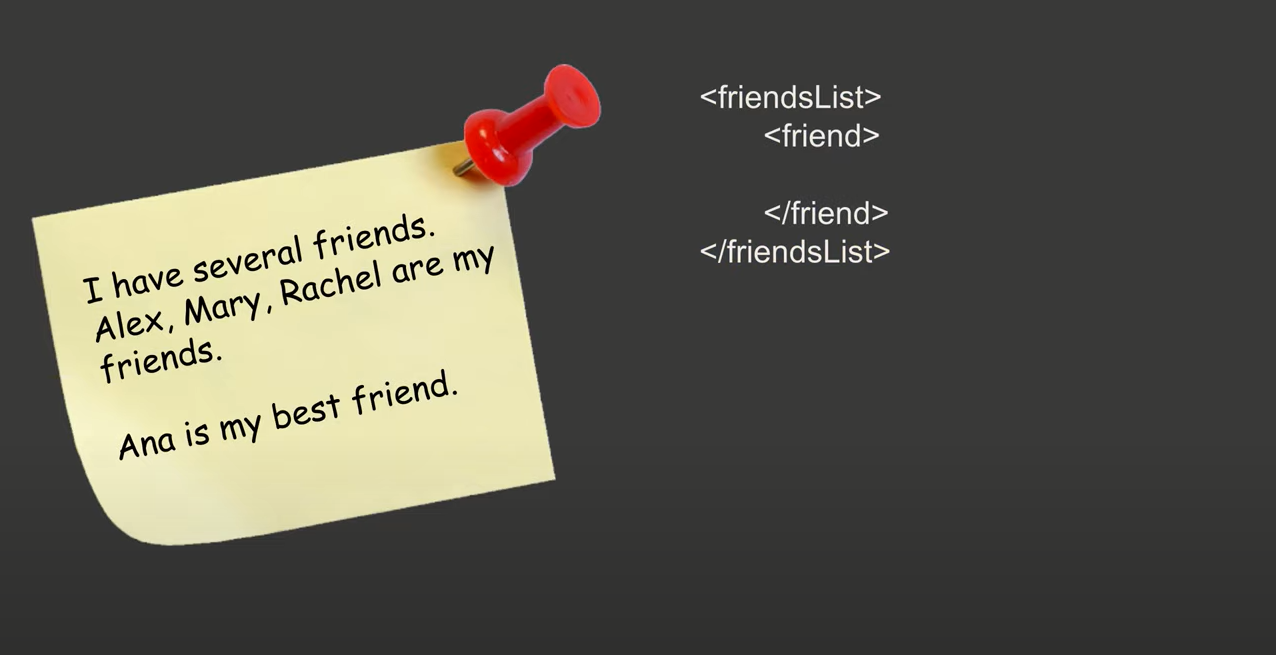 I have several friends.
Alex, Mary, Rachel are my
friends.
Ana is my best friend.
<friendsList>
<friend>
</friend>
</friendsList>